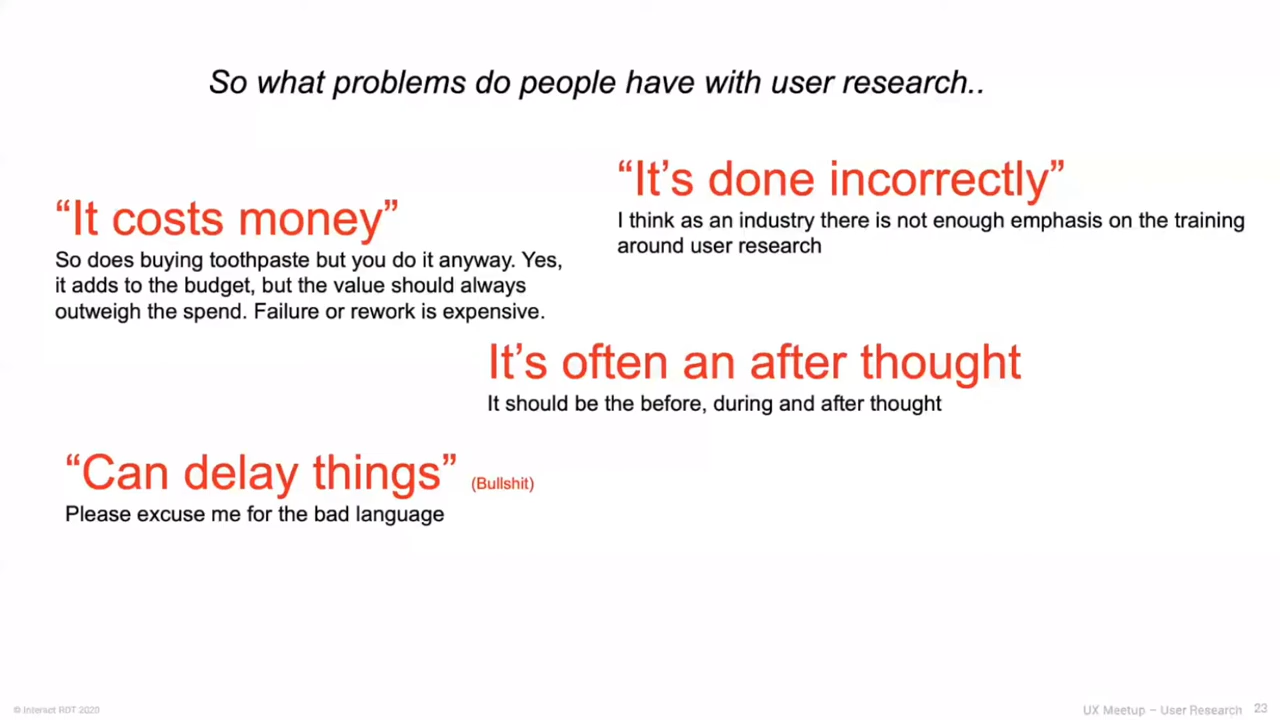 So what problems do people have with user research..
“It’s done incorrectly”
I think as an industry there is not enough emphasis on the training
around user research
“It costs money”
So does buying toothpaste but you do it anyway. Yes,
it adds to the budget, but the value should always
outweigh the spend. Failure or rework is expensive.
It’s often an after thought
It should be the before, during and after thought
“Can delay things” (Bullshit)
Please excuse me for the bad language
© Interact RDT 2020
UX Meetup – User Research 23